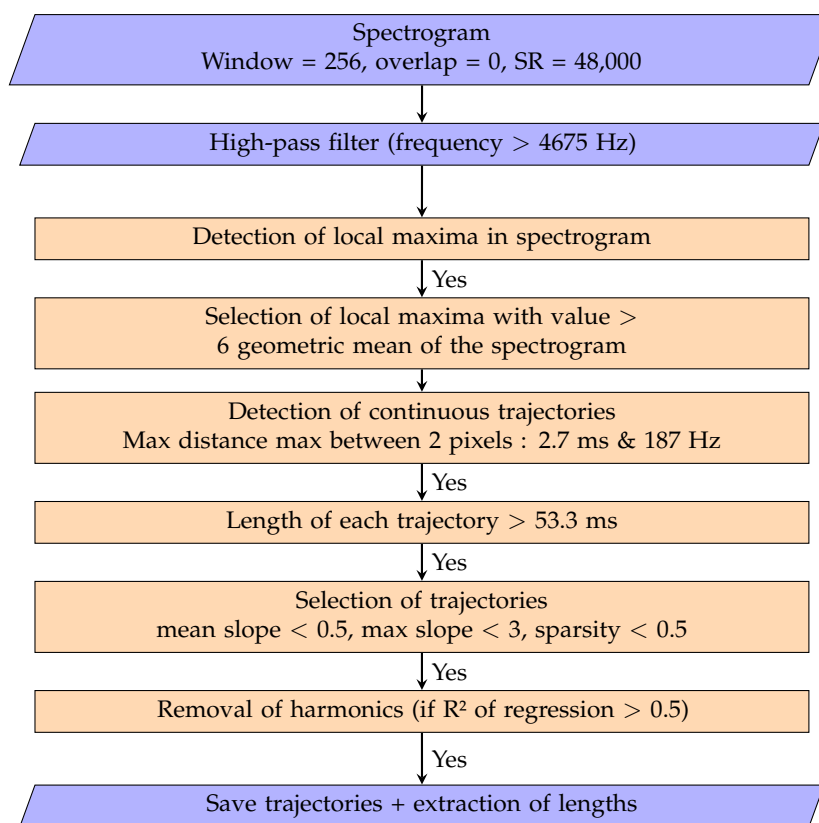 Spectrogram
Window = 256, overlap = 0, SR = 48,000
High-pass filter (frequency > 4675 Hz)
Detection of local maxima in spectrogram
Yes
Selection of local maxima with value >
6 geometric mean of the spectrogram
Detection of continuous trajectories
Max distance max between 2 pixels : 2.7 ms & 187 Hz
Yes
Length of each trajectory > 53.3 ms
Yes
Selection of trajectories
mean slope < 0.5, max slope < 3, sparsity < 0.5
Yes
Removal of harmonics (if R² of regression > 0.5)
Yes
Save trajectories + extraction of lengths